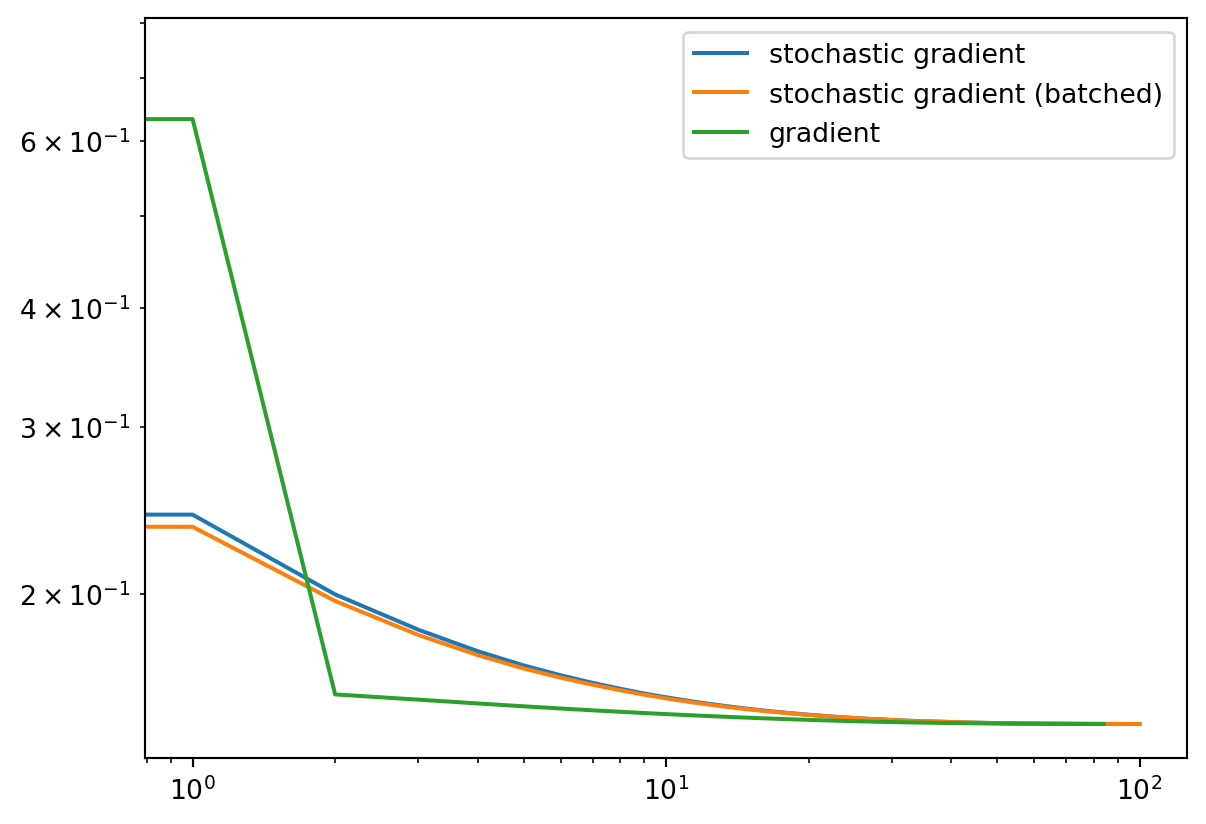 stochastic gradient
stochastic gradient (batched)
gradient
6 × 10⁻¹
4 × 10⁻¹
3 × 10⁻¹
2 × 10⁻¹
10⁰ 10¹ 10²